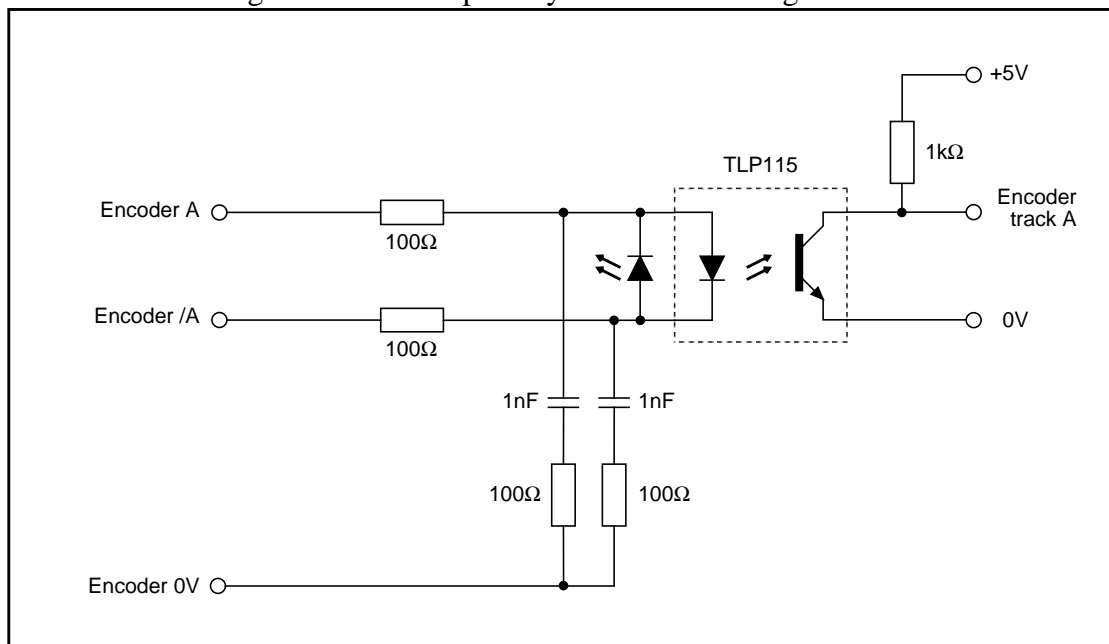 +5V
1kΩ
TLP115
Encoder A
100Ω
Encoder
track A
Encoder /A
100Ω
0V
1nF
1nF
100Ω
100Ω
Encoder 0V